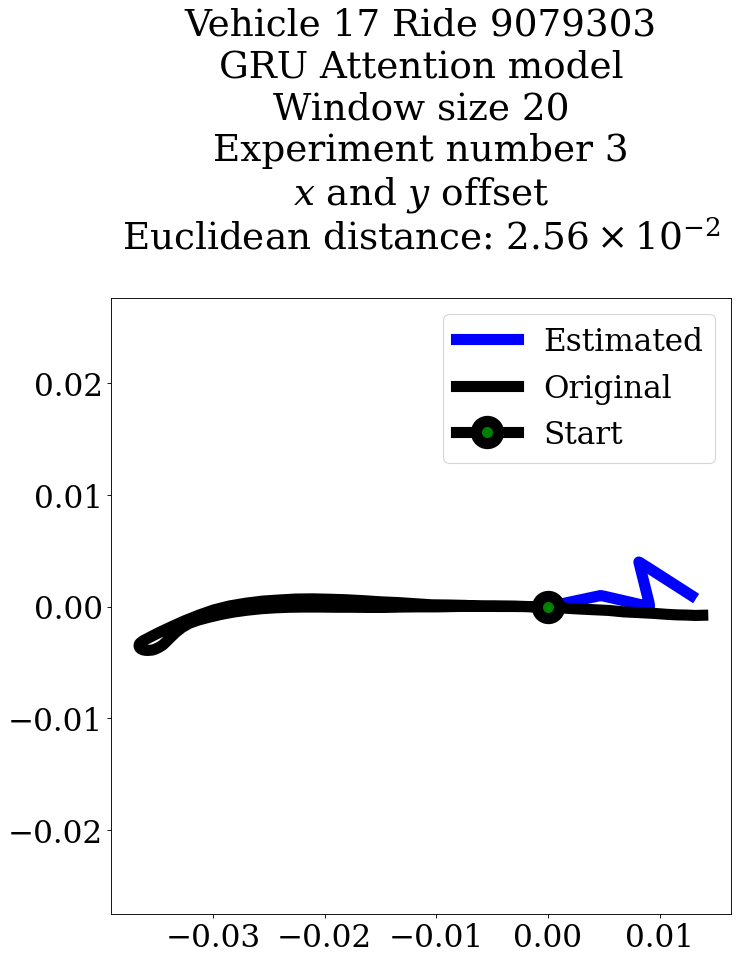 Vehicle 17 Ride 9079303
GRU Attention model
Window size 20
Experiment number 3
x and y offset
Euclidean distance: 2.56 × 10⁻²
Estimated
Original
Start
0.02
0.01
0.00
−0.01
−0.02
−0.03 −0.02 −0.01 0.00 0.01